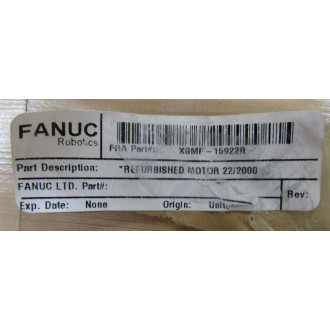 FANUC
Robotics
FRA Part#: XGMF-15922R
Part Description: *REFURBISHED MOTOR 22/2000
FANUC LTD. Part#:
Rev:
Exp. Date: None Origin: